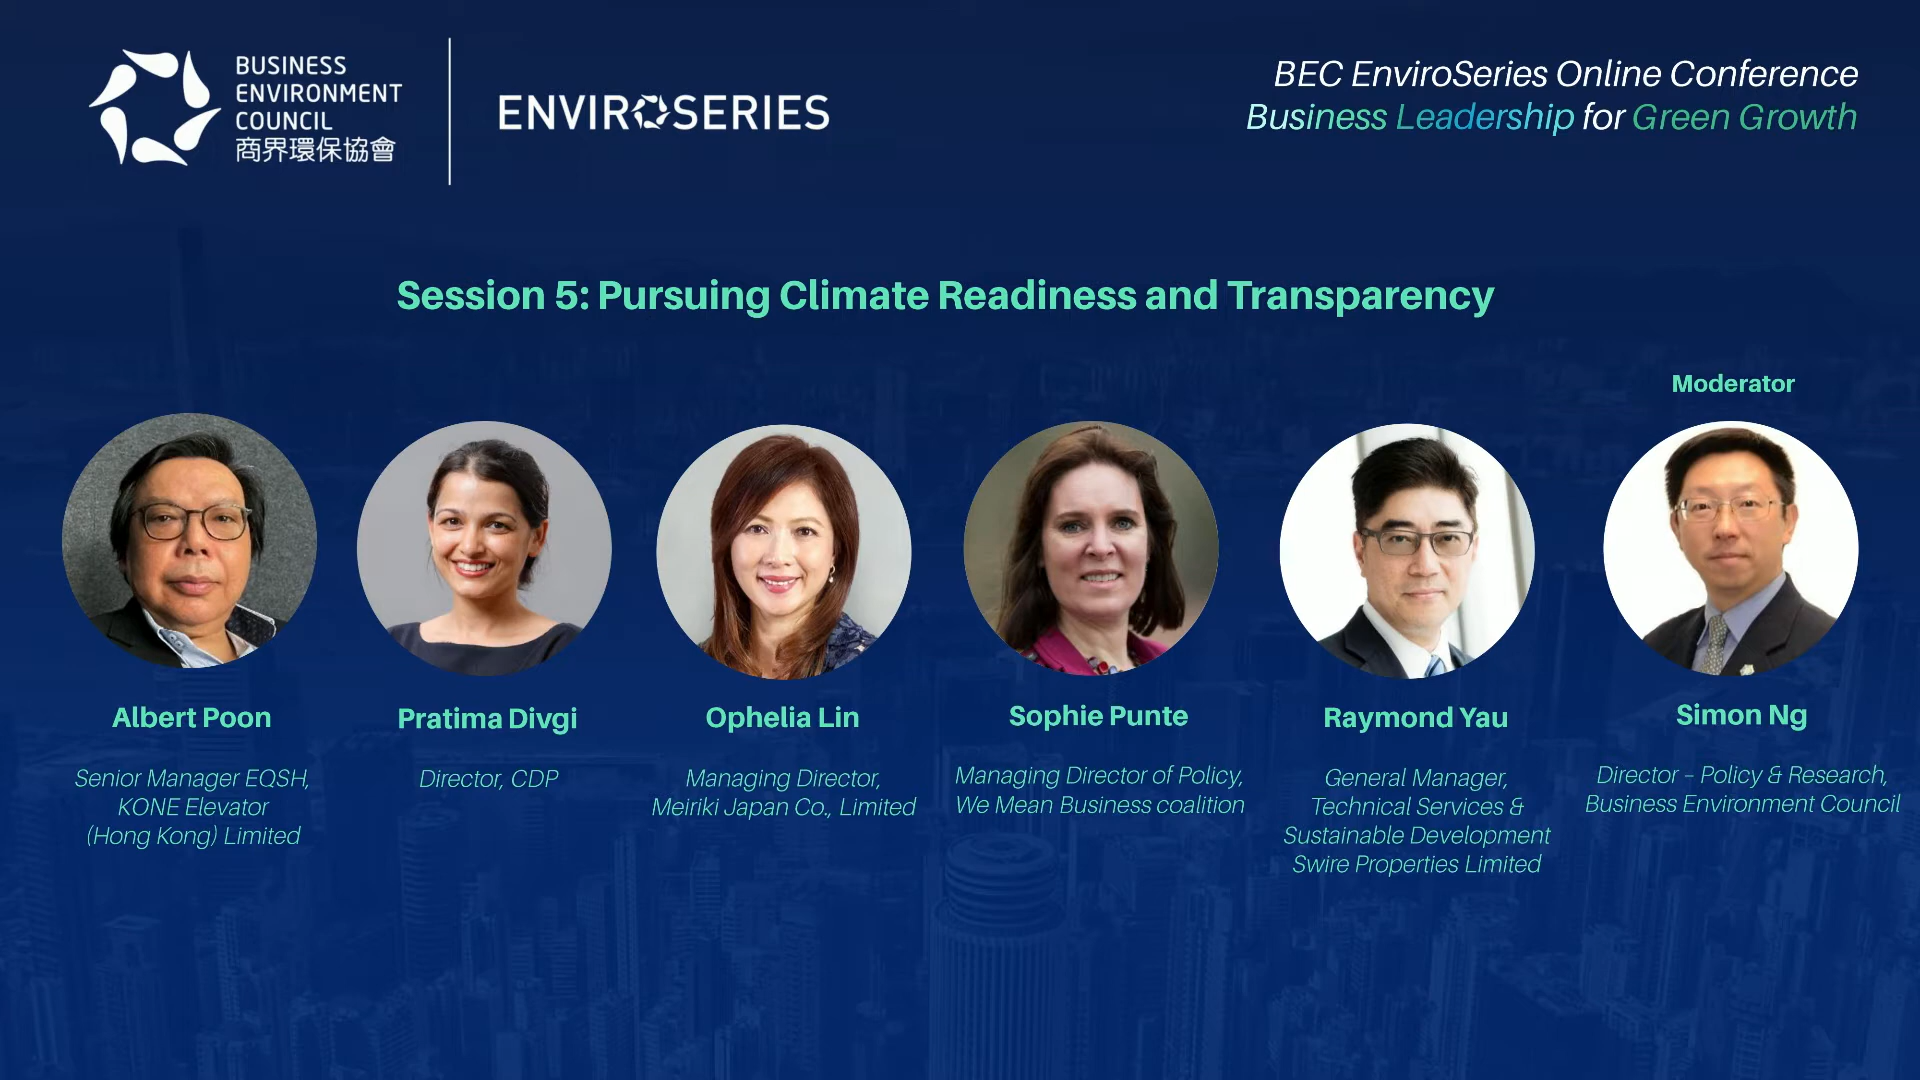 BUSINESS
ENVIRONMENT
COUNCIL
商界環保協會
ENVIROSERIES
BEC EnviroSeries Online Conference
Business Leadership for Green Growth
Session 5: Pursuing Climate Readiness and Transparency
Moderator
Albert Poon
Senior Manager EQSH,
KONE Elevator
(Hong Kong) Limited
Pratima Divgi
Director, CDP
Ophelia Lin
Managing Director,
Meiriki Japan Co., Limited
Sophie Punte
Managing Director of Policy,
We Mean Business coalition
Raymond Yau
General Manager,
Technical Services &
Sustainable Development
Swire Properties Limited
Simon Ng
Director – Policy & Research,
Business Environment Council